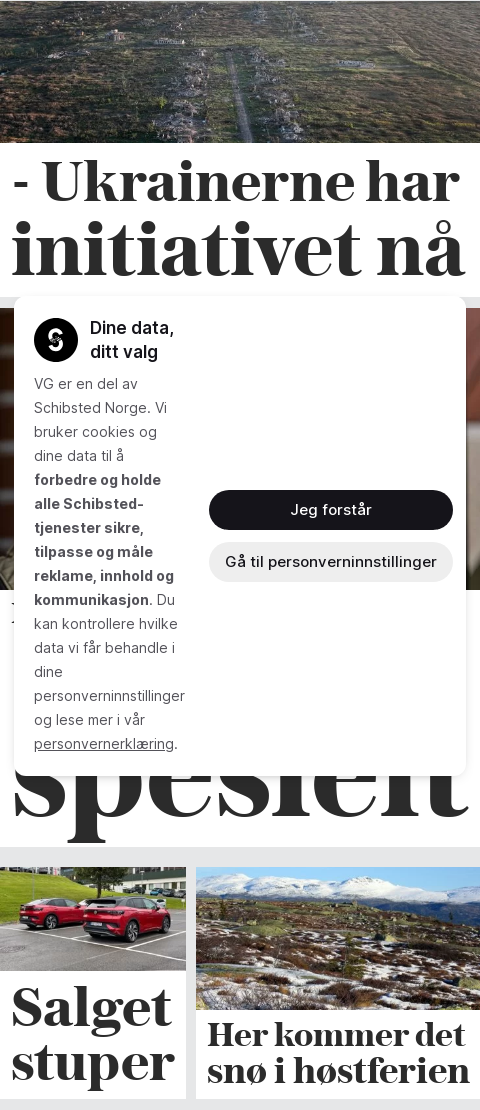 - Ukrainerne har
initiativet nå
Dine data,
ditt valg
VG er en del av
Schibsted Norge. Vi
bruker cookies og
dine data til å
forbedre og holde
alle Schibsted-
tjenester sikre,
tilpasse og måle
reklame, innhold og
kommunikasjon. Du
kan kontrollere hvilke
data vi får behandle i
dine
personverninnstillinger
og lese mer i vår
personvernerklæring.
Jeg forstår
Gå til personverninnstillinger
spesielt
Salget
stuper
Her kommer det
snø i høstferien